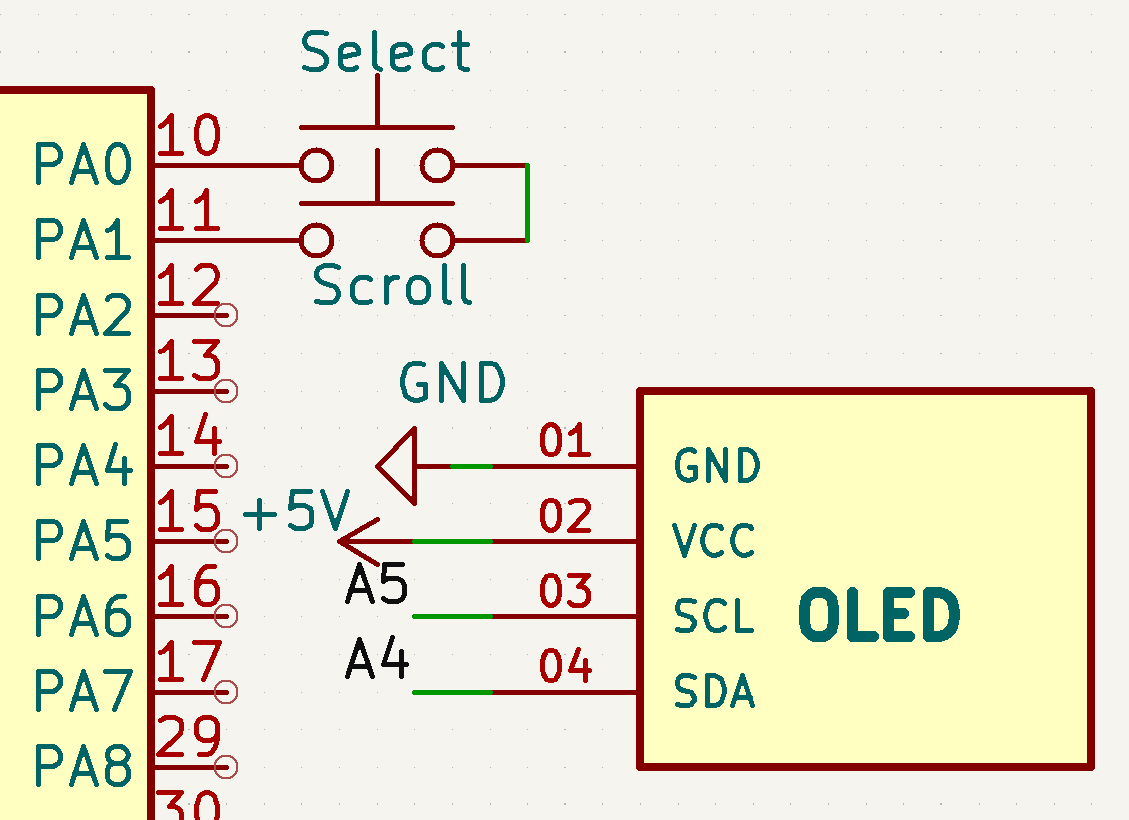 Select
10
PA0
11
PA1
Scroll
12
PA2
13
PA3
14
PA4
15
PA5
16
PA6
17
PA7
29
PA8
30
GND
01
GND
+5V
02
VCC
A5
03
SCL
OLED
A4
04
SDA